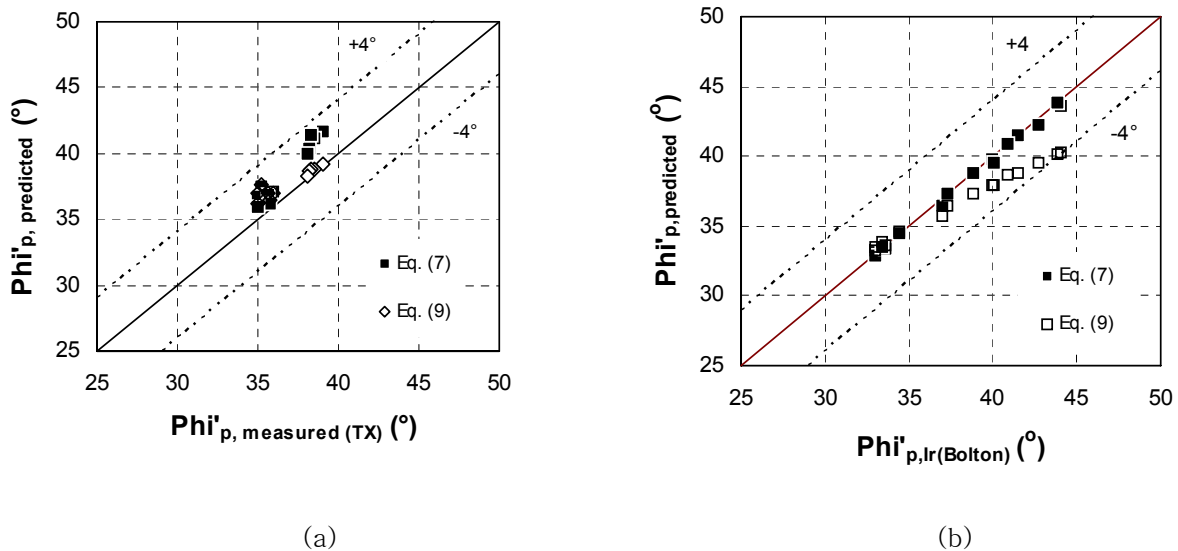 50
45
40
35
30
25
25 30 35 40 45 50
Phi'p, predicted (°)
Phi'p, measured (TX) (°)
+4°
-4°
Eq. (7)
Eq. (9)
(a)
50
45
40
35
30
25
25 30 35 40 45 50
Phi'p,predicted (o)
Phi'p,Ir(Bolton) (o)
+4
-4°
Eq. (7)
Eq. (9)
(b)